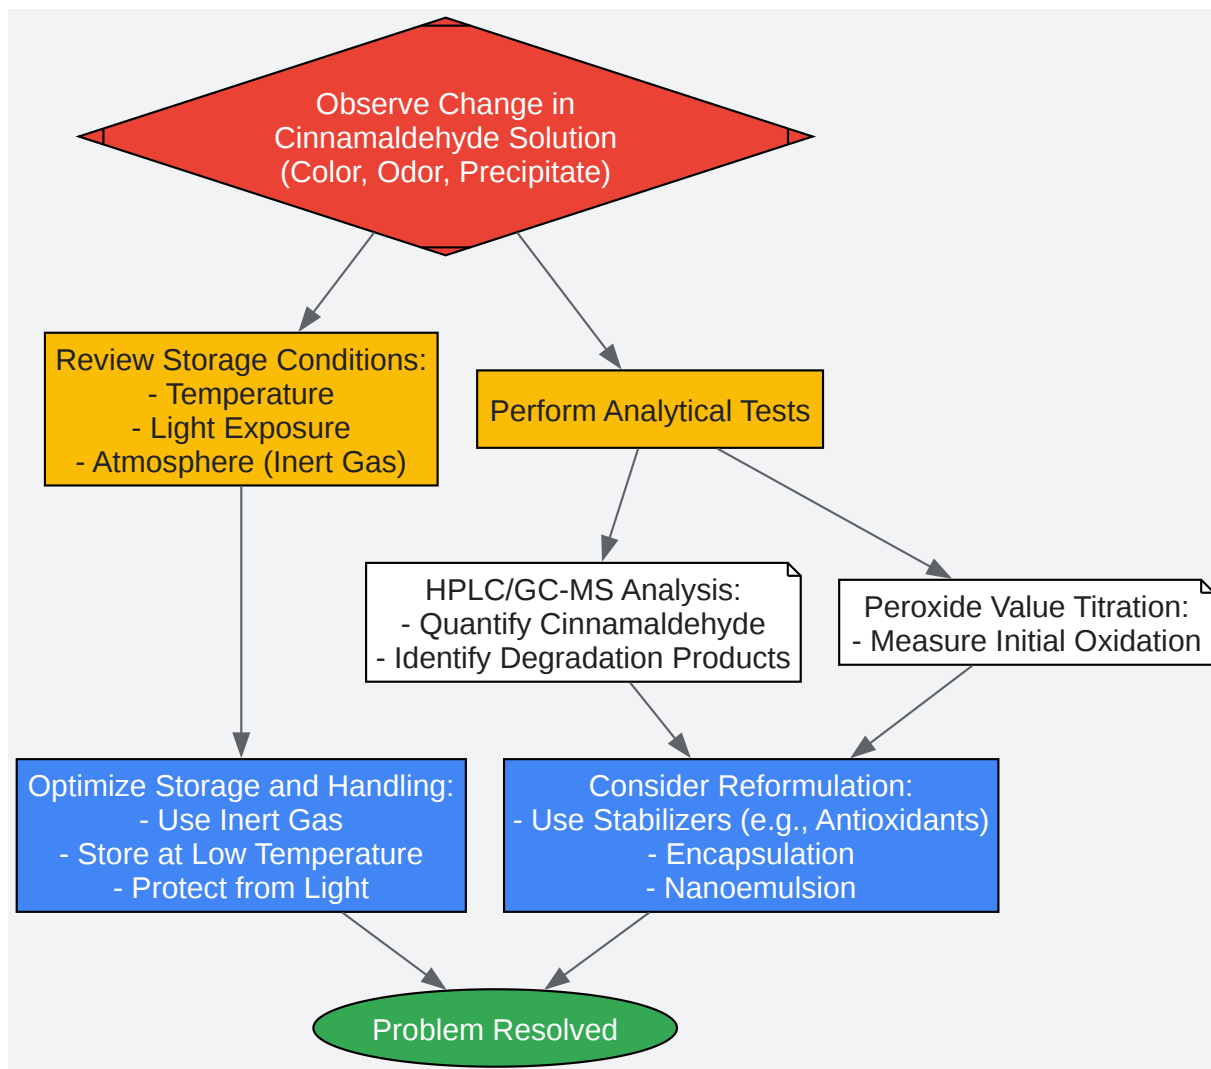 Observe Change in
Cinnamaldehyde Solution
(Color, Odor, Precipitate)
Review Storage Conditions:
- Temperature
- Light Exposure
- Atmosphere (Inert Gas)
Perform Analytical Tests
HPLC/GC-MS Analysis:
- Quantify Cinnamaldehyde
- Identify Degradation Products
Peroxide Value Titration:
- Measure Initial Oxidation
Optimize Storage and Handling:
- Use Inert Gas
- Store at Low Temperature
- Protect from Light
Consider Reformulation:
- Use Stabilizers (e.g., Antioxidants)
- Encapsulation
- Nanoemulsion
Problem Resolved